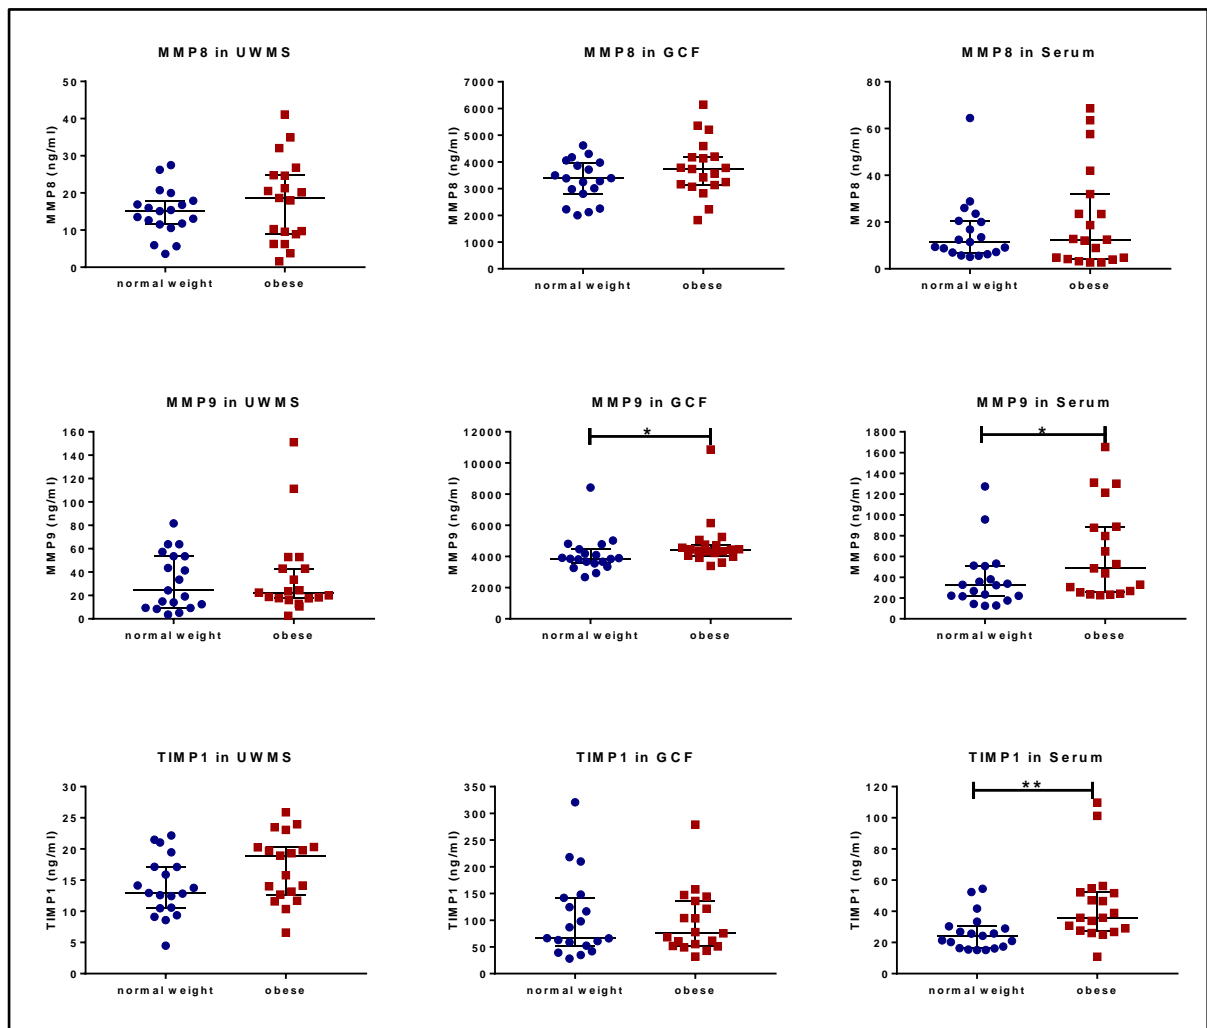 MMP8 in UWMS
MMP8 (ng/ml)
50
40
30
20
10
0
normal weight
obese
MMP8 in GCF
MMP8 (ng/ml)
7000
6000
5000
4000
3000
2000
1000
0
normal weight
obese
MMP8 in Serum
MMP8 (ng/ml)
80
60
40
20
0
normal weight
obese
MMP9 in UWMS
MMP9 (ng/ml)
160
140
120
100
80
60
40
20
0
normal weight
obese
MMP9 in GCF
*
MMP9 (ng/ml)
12000
10000
8000
6000
4000
2000
0
normal weight
obese
MMP9 in Serum
*
MMP9 (ng/ml)
1800
1600
1400
1200
1000
800
600
400
200
0
normal weight
obese
TIMP1 in UWMS
TIMP1 (ng/ml)
30
25
20
15
10
5
0
normal weight
obese
TIMP1 in GCF
TIMP1 (ng/ml)
350
300
250
200
150
100
50
0
normal weight
obese
TIMP1 in Serum
**
TIMP1 (ng/ml)
120
100
80
60
40
20
0
normal weight
obese